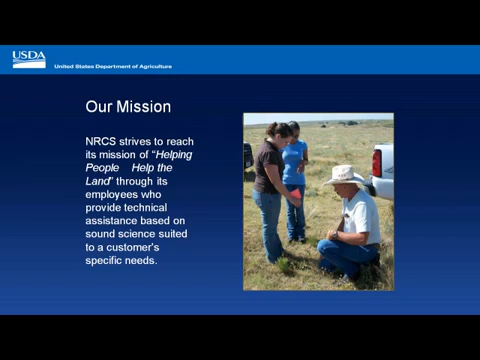 USDA
United States Department of Agriculture
Our Mission
NRCS strives to reach
its mission of “Helping
People Help the
Land” through its
employees who
provide technical
assistance based on
sound science suited
to a customer's
specific needs.